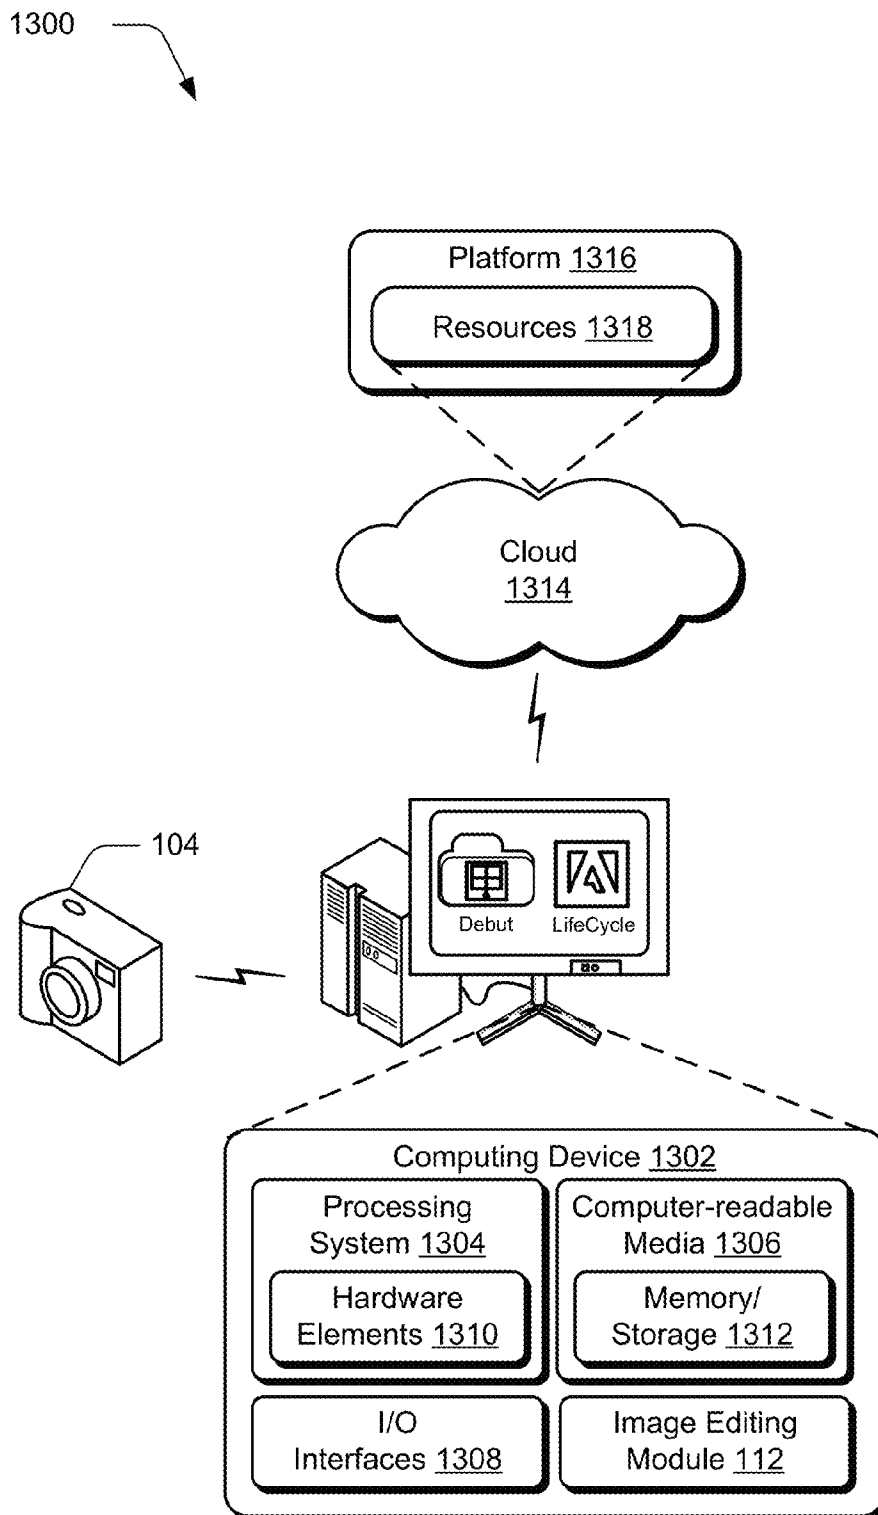 1300
Platform 1316
Resources 1318
Cloud
1314
104
Debut
LifeCycle
Computing Device 1302
Processing
System 1304
Hardware
Elements 1310
Computer-readable
Media 1306
Memory/
Storage 1312
I/O
Interfaces 1308
Image Editing
Module 112